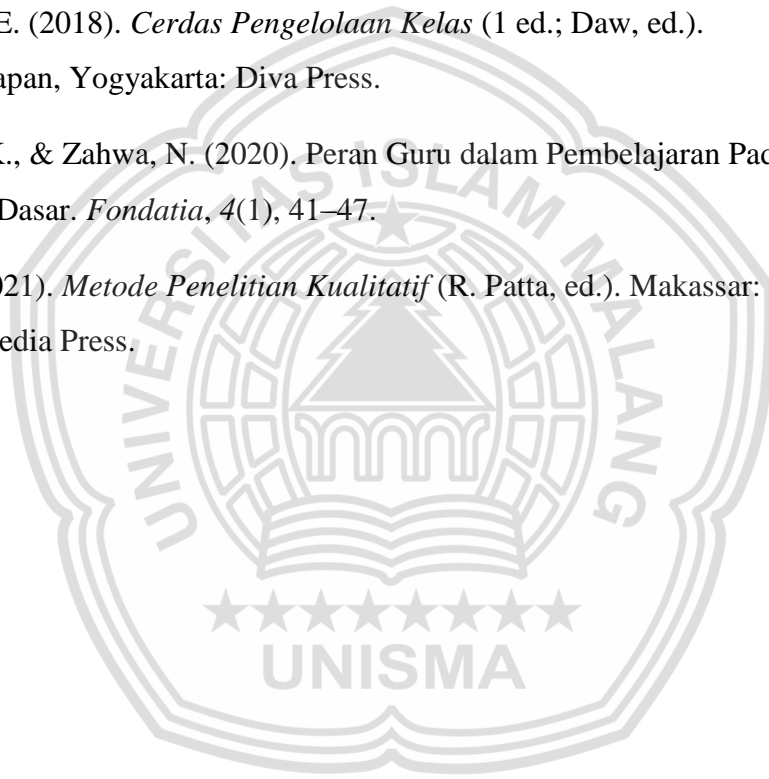 E. (2018). Cerdas Pengelolaan Kelas (1 ed.; Daw, ed.).
apan, Yogyakarta: Diva Press.
K., & Zahwa, N. (2020). Peran Guru dalam Pembelajaran Pad
Dasar. Fondatia, 4(1), 41–47.
021). Metode Penelitian Kualitatif (R. Patta, ed.). Makassar:
edia Press.
UNIVERSITAS ISLAM MALANG
UNISMA